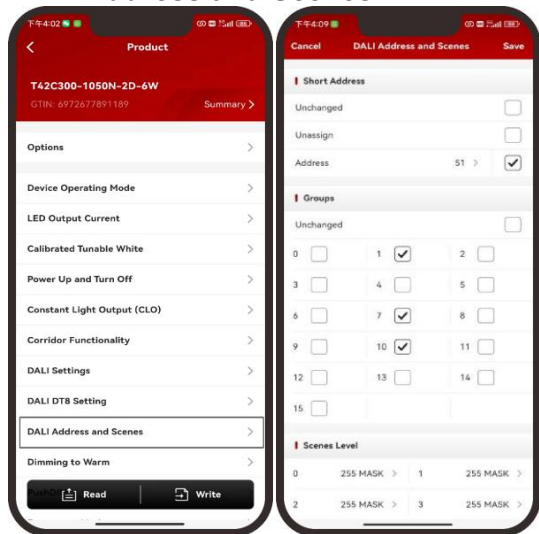 下午4:02
Product
T42C300-1050N-2D-6W
GTIN: 6972677891189 Summary >
Options >
Device Operating Mode >
LED Output Current >
Calibrated Tunable White >
Power Up and Turn Off >
Constant Light Output (CLO) >
Corridor Functionality >
DALI Settings >
DALI DT8 Setting >
DALI Address and Scenes >
Dimming to Warm >
Read Write
下午4:09
Cancel DALI Address and Scenes Save
Short Address
Unchanged
Unassign
Address 51 >
Groups
Unchanged
0 1 2
3 4 5
6 7 8
9 10 11
12 13 14
15
Scenes Level
0 255 MASK > 1 255 MASK >
2 255 MASK > 3 255 MASK >